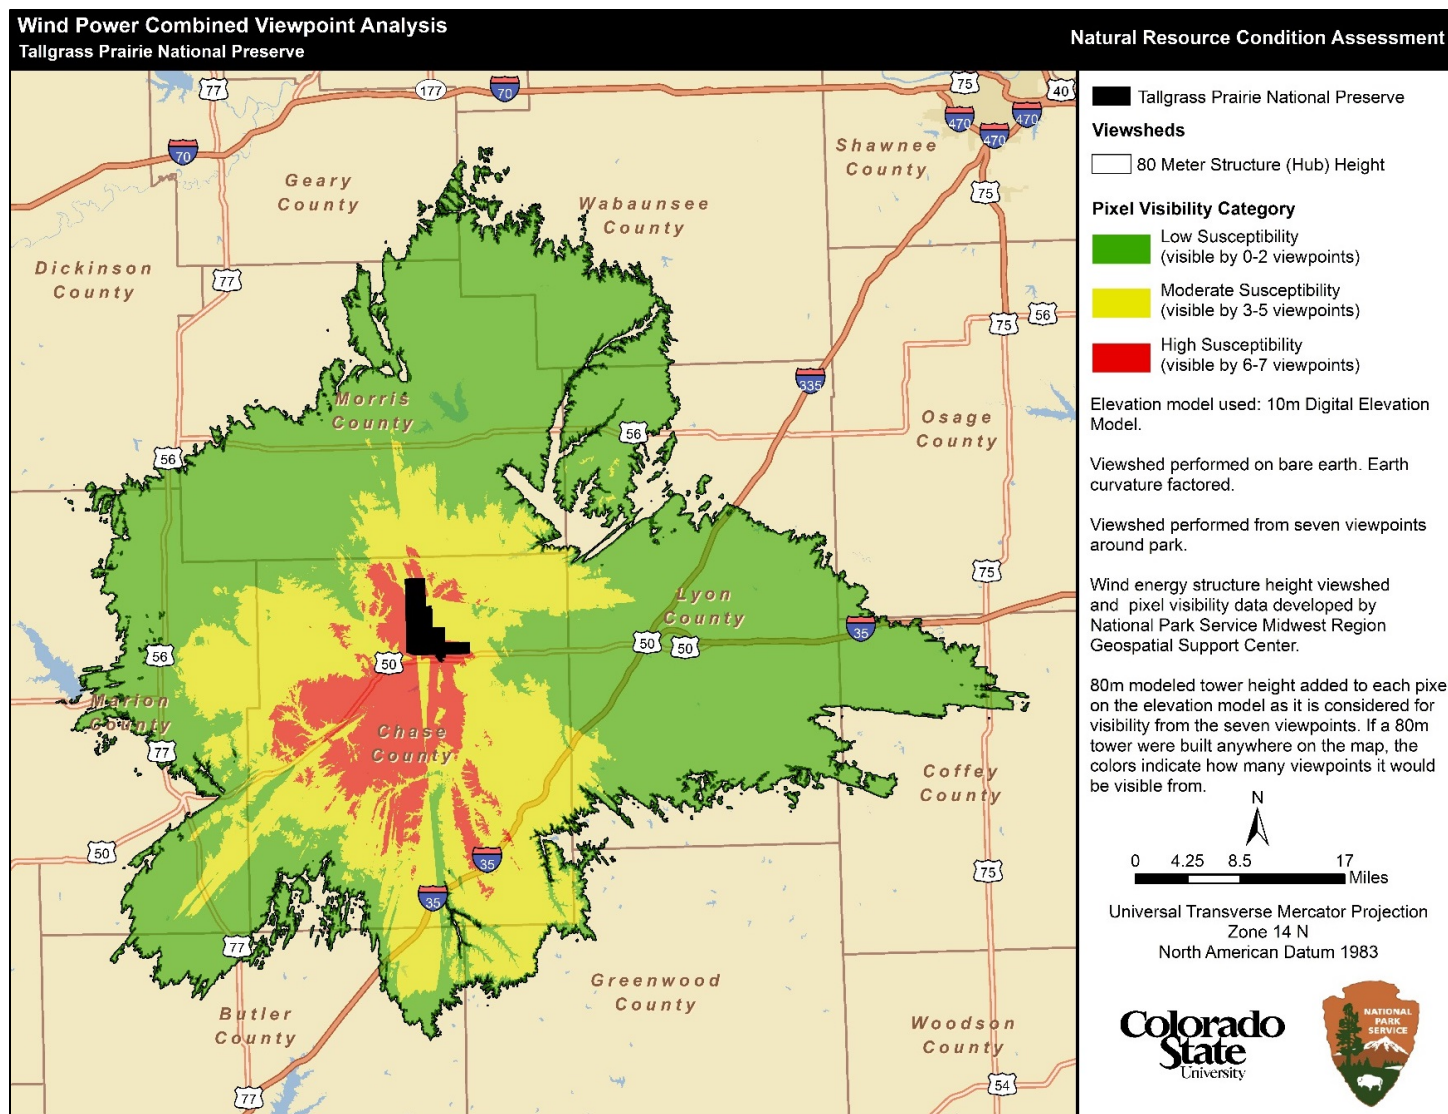 Wind Power Combined Viewpoint Analysis
Tallgrass Prairie National Preserve
Natural Resource Condition Assessment
77
177
70
75
40
470
470
470
70
Shawnee
County
Geary
County
75
Wabaunsee
County
Dickinson
County
77
75
56
335
Morris
County
Osage
County
56
56
75
Lyon
County
35
50
50
56
50
Marion
County
Chase
County
77
Coffey
County
50
35
75
35
77
Greenwood
County
Butler
County
Woodson
County
77
54
Tallgrass Prairie National Preserve
Viewsheds
80 Meter Structure (Hub) Height
Pixel Visibility Category
Low Susceptibility
(visible by 0-2 viewpoints)
Moderate Susceptibility
(visible by 3-5 viewpoints)
High Susceptibility
(visible by 6-7 viewpoints)
Elevation model used: 10m Digital Elevation
Model.
Viewshed performed on bare earth. Earth
curvature factored.
Viewshed performed from seven viewpoints
around park.
Wind energy structure height viewshed
and pixel visibility data developed by
National Park Service Midwest Region
Geospatial Support Center.
80m modeled tower height added to each pixe
on the elevation model as it is considered for
visibility from the seven viewpoints. If a 80m
tower were built anywhere on the map, the
colors indicate how many viewpoints it would
be visible from.
N
0 4.25 8.5 17
Miles
Universal Transverse Mercator Projection
Zone 14 N
North American Datum 1983
Colorado
State
University
NATIONAL
PARK
SERVICE